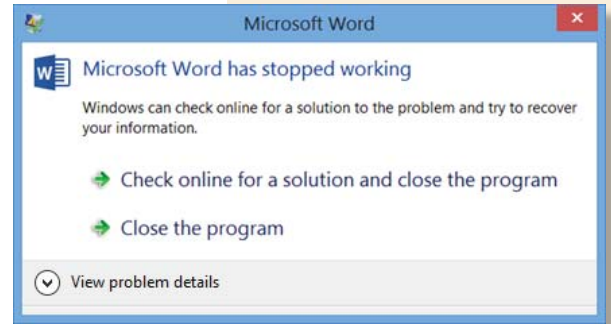 Microsoft Word
Microsoft Word has stopped working
Windows can check online for a solution to the problem and try to recover
your information.
Check online for a solution and close the program
Close the program
View problem details